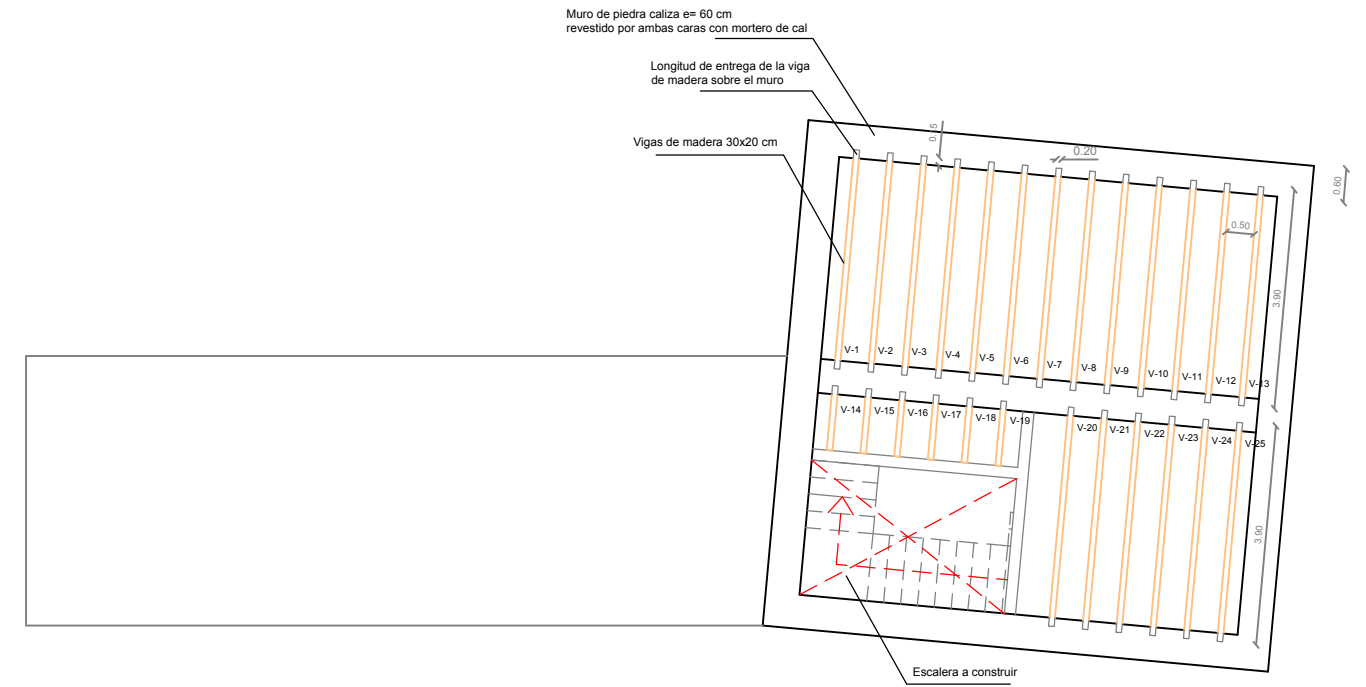 Muro de piedra caliza e= 60 cm
revestido por ambas caras con mortero de cal
Longitud de entrega de la viga
de madera sobre el muro
Vigas de madera 30x20 cm
0.15
0.20
0.60
0.50
3.90
V-1
V-2
V-3
V-4
V-5
V-6
V-7
V-8
V-9
V-10
V-11
V-12
V-13
V-14
V-15
V-16
V-17
V-18
V-19
V-20
V-21
V-22
V-23
V-24
V-25
3.90
Escalera a construir